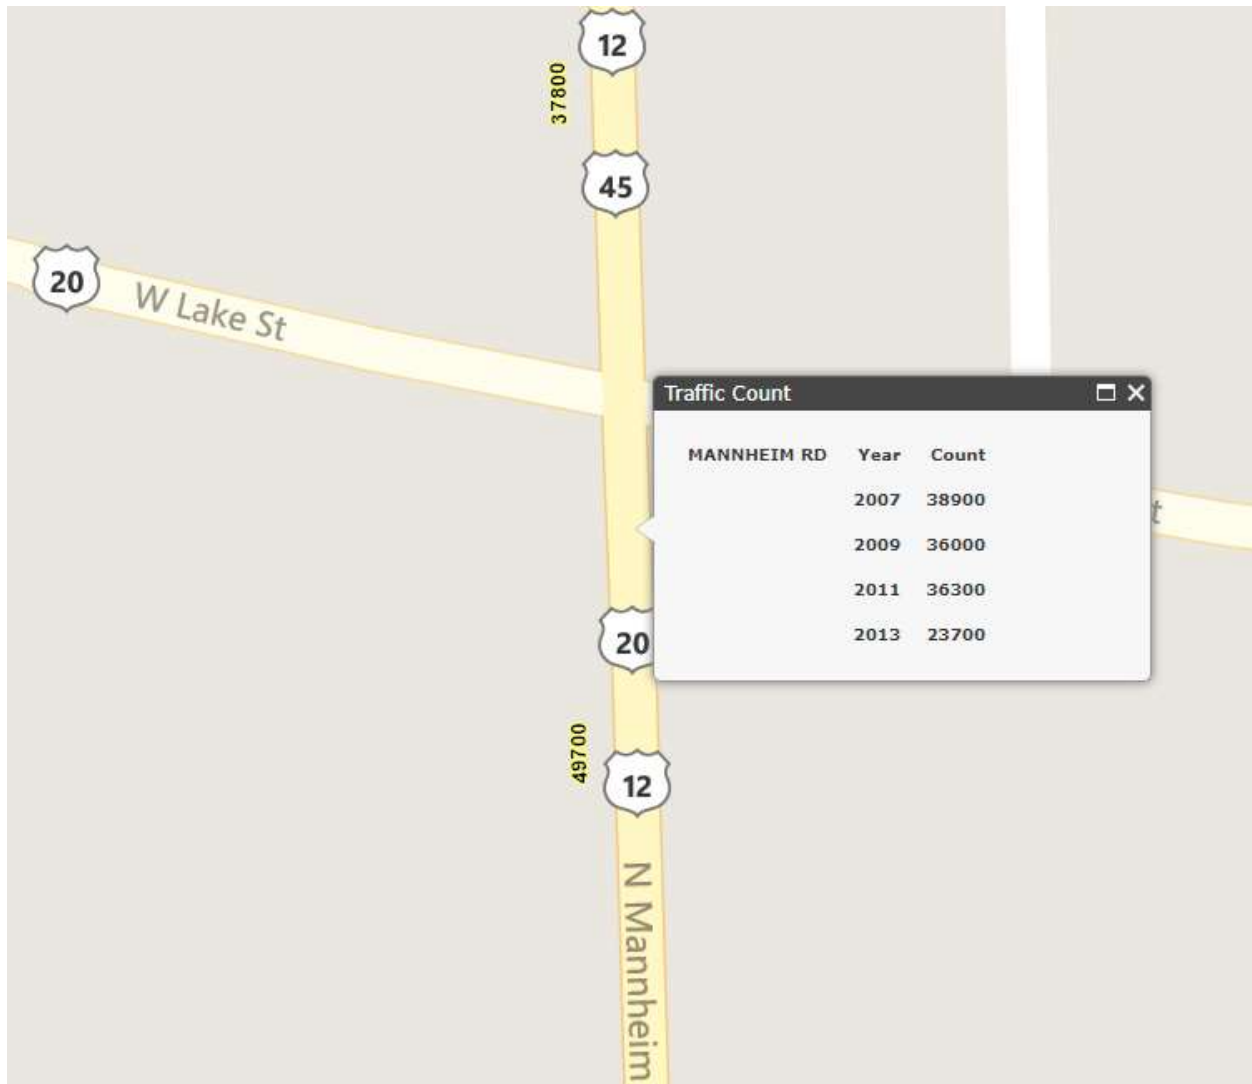 12
37800
45
20
W Lake St
Traffic Count
MANNHEIM RD Year Count
2007 38900
2009 36000
2011 36300
2013 23700
t
20
49700
12
N Mannheim